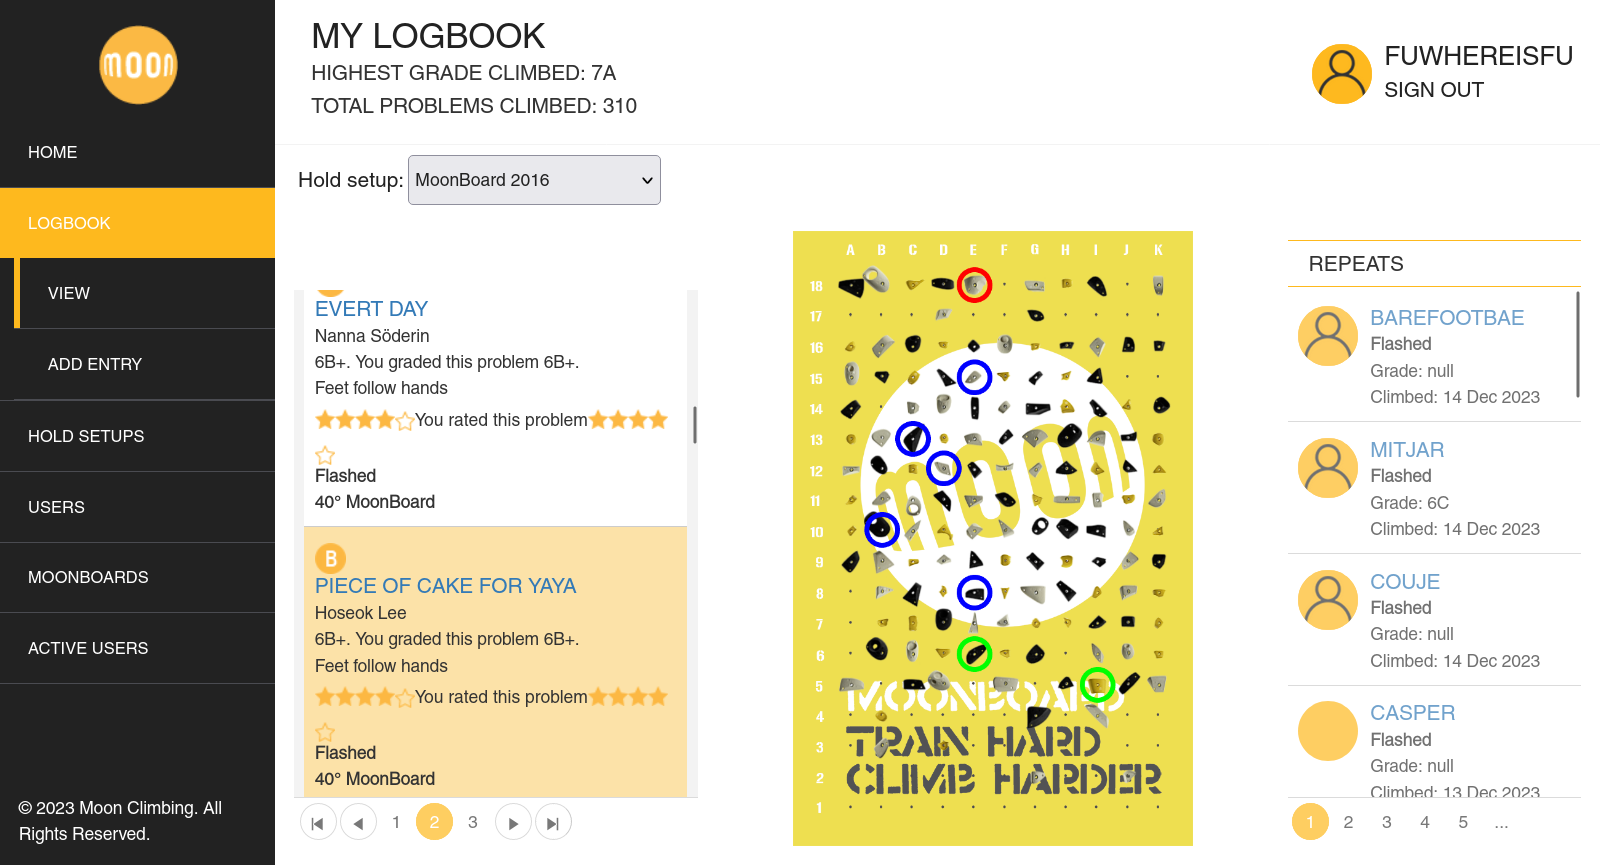 moon
HOME
LOGBOOK
VIEW
ADD ENTRY
HOLD SETUPS
USERS
MOONBOARDS
ACTIVE USERS
© 2023 Moon Climbing. All
Rights Reserved.
MY LOGBOOK
HIGHEST GRADE CLIMBED: 7A
TOTAL PROBLEMS CLIMBED: 310
FUWHEREISFU
SIGN OUT
Hold setup: MoonBoard 2016
EVERT DAY
Nanna Söderin
6B+. You graded this problem 6B+.
Feet follow hands
You rated this problem
Flashed
40° MoonBoard
B
PIECE OF CAKE FOR YAYA
Hoseok Lee
6B+. You graded this problem 6B+.
Feet follow hands
You rated this problem
Flashed
40° MoonBoard
1 2 3
A B C D E F G H I J K
18
17
16
15
14
13
12
11
10
9
8
7
6
5
4
3
2
1
MOON
MOONBOARD
TRAIN HARD
CLIMB HARDER
REPEATS
BAREFOOTBAE
Flashed
Grade: null
Climbed: 14 Dec 2023
MITJAR
Flashed
Grade: 6C
Climbed: 14 Dec 2023
COUJE
Flashed
Grade: null
Climbed: 14 Dec 2023
CASPER
Flashed
Grade: null
Climbed: 13 Dec 2023
1 2 3 4 5 ...